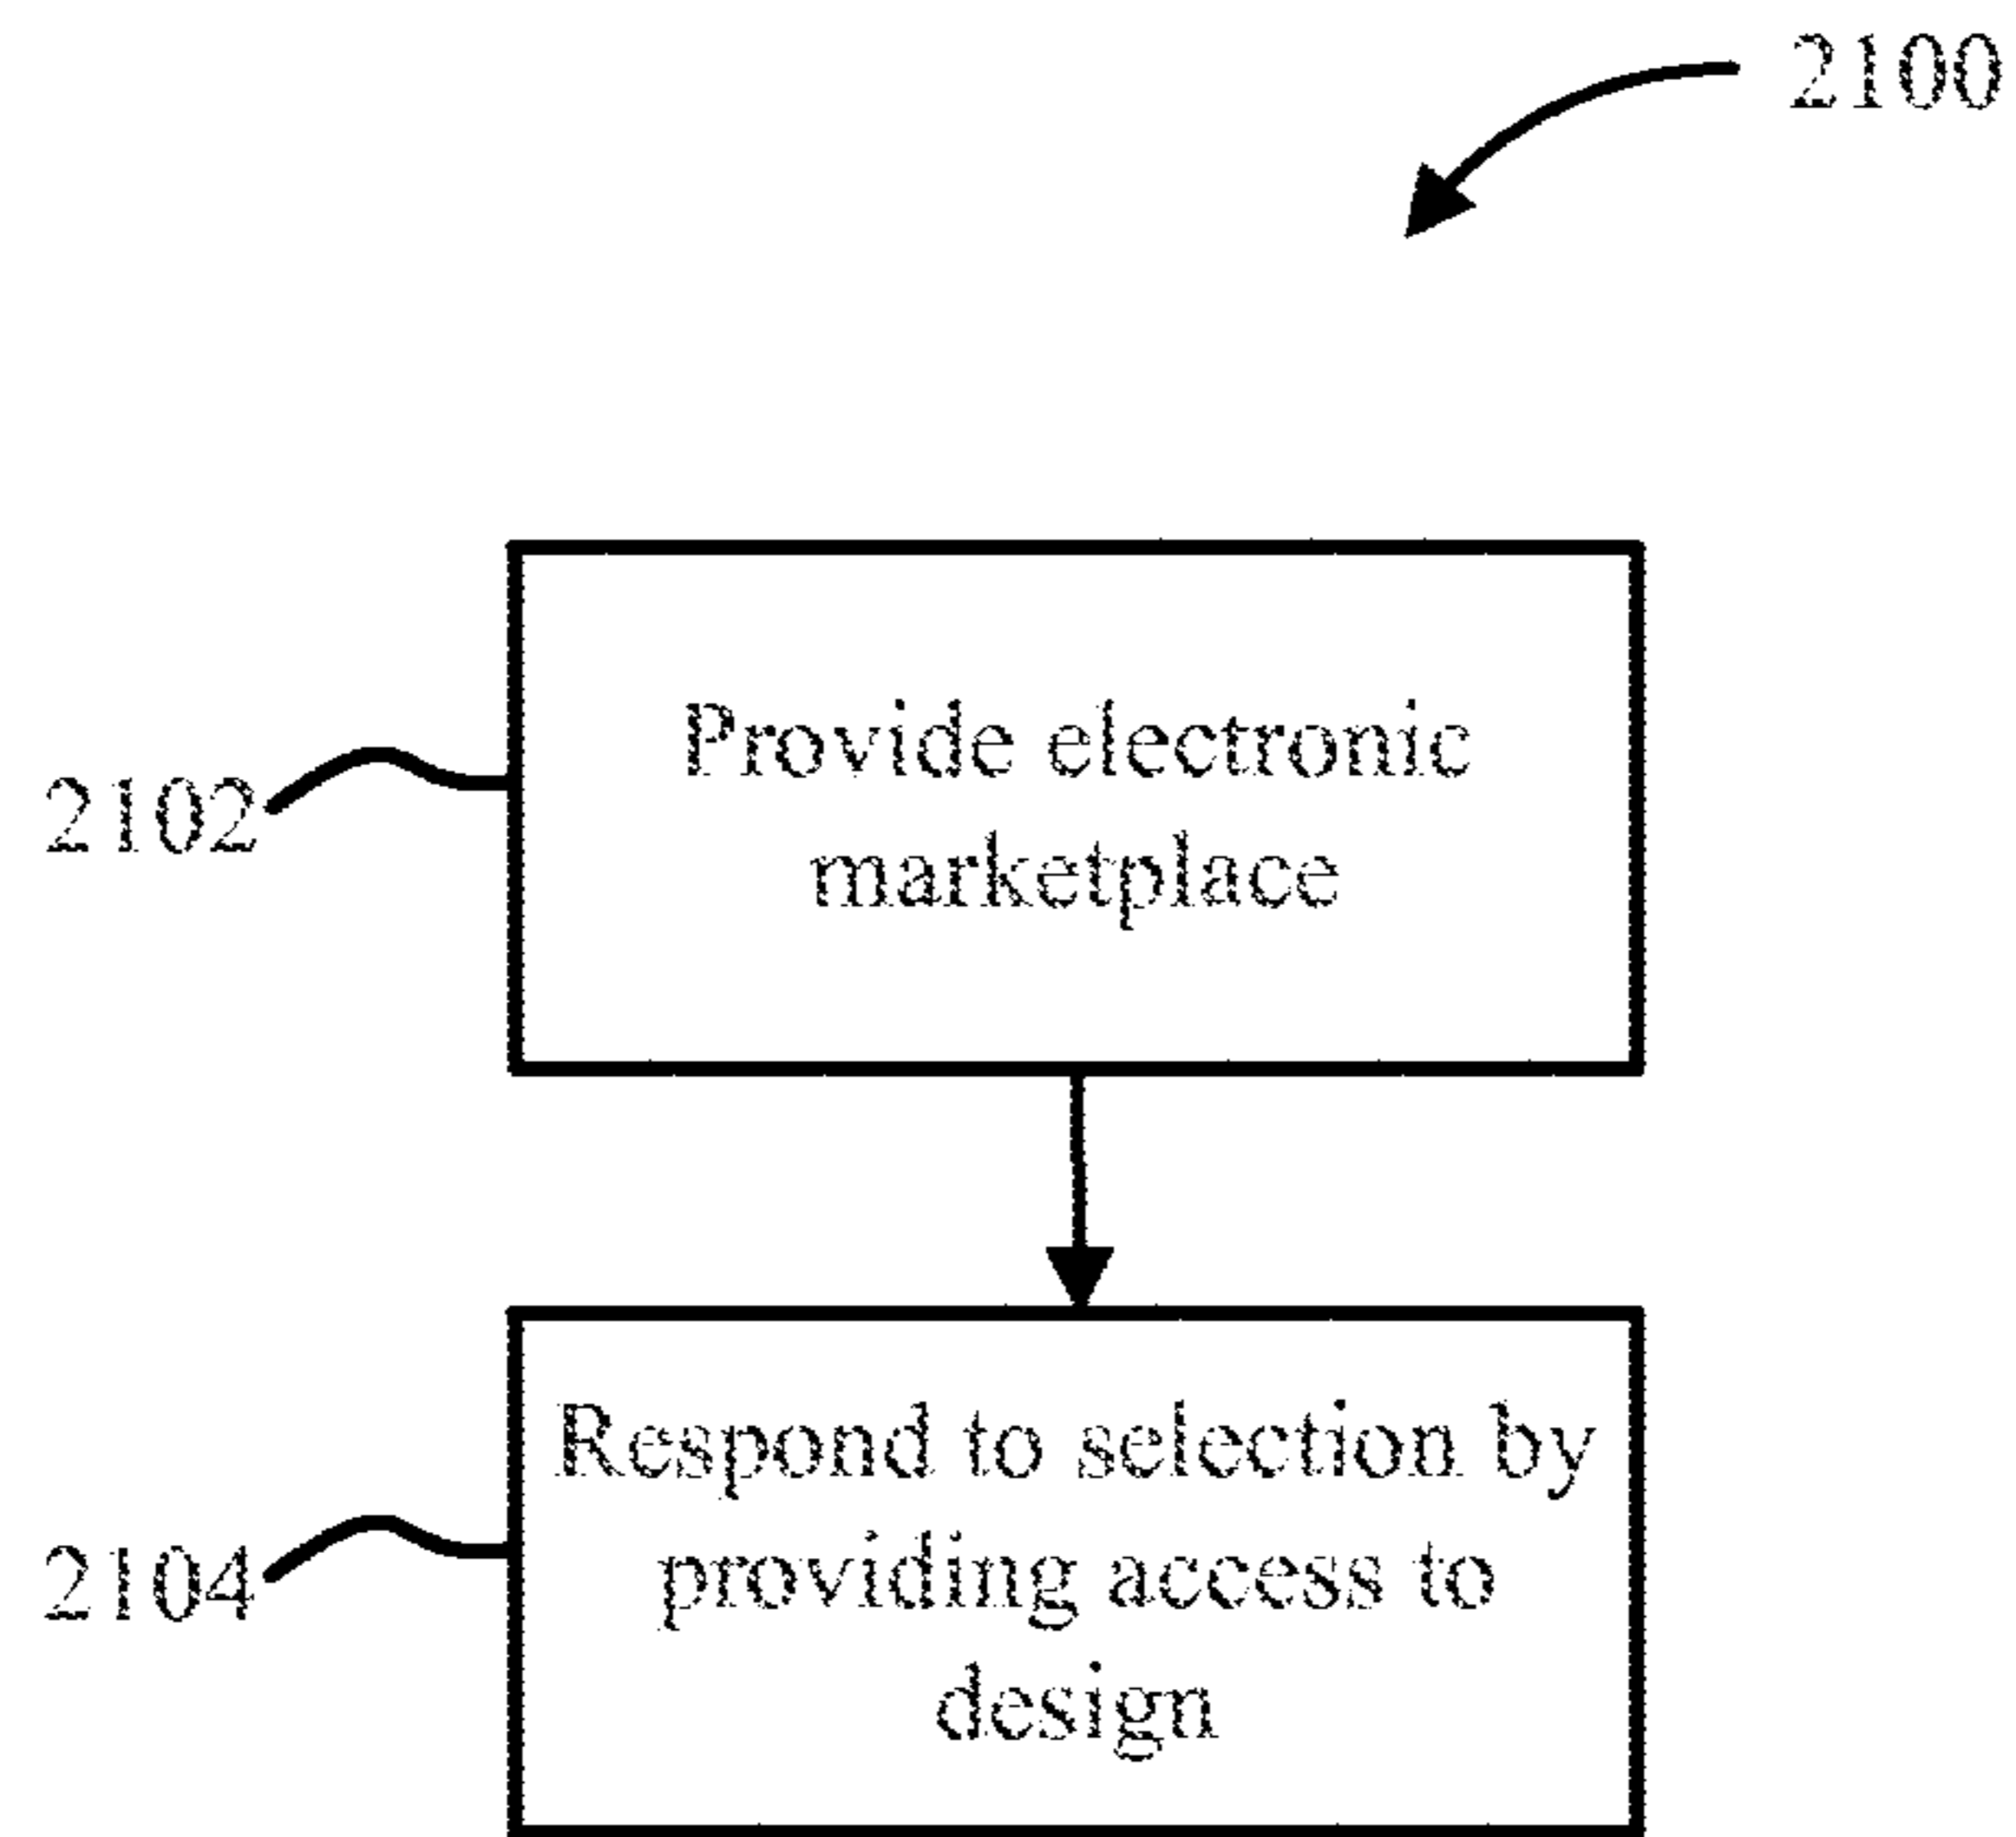 2100
Provide electronic
marketplace
2102
Respond to selection by
providing access to
design
2104